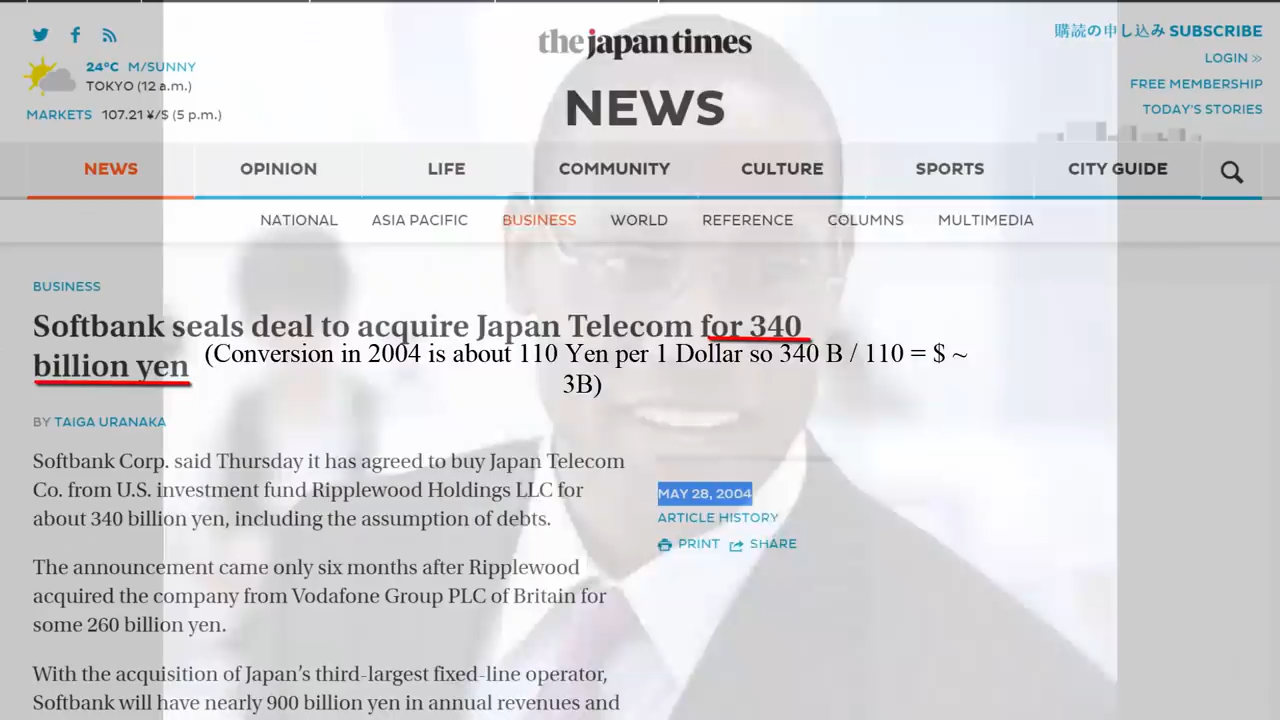 the japan times
購読の申し込み SUBSCRIBE
24°C M/SUNNY
TOKYO (12 a.m.)
LOGIN »
FREE MEMBERSHIP
MARKETS 107.21 ¥/$ (5 p.m.)
TODAY'S STORIES
NEWS
NEWS OPINION LIFE COMMUNITY CULTURE SPORTS CITY GUIDE
NATIONAL ASIA PACIFIC BUSINESS WORLD REFERENCE COLUMNS MULTIMEDIA
BUSINESS
Softbank seals deal to acquire Japan Telecom for 340
billion yen
(Conversion in 2004 is about 110 Yen per 1 Dollar so 340 B / 110 = $ ~
3B)
BY TAIGA URANAKA
Softbank Corp. said Thursday it has agreed to buy Japan Telecom
Co. from U.S. investment fund Ripplewood Holdings LLC for
about 340 billion yen, including the assumption of debts.
The announcement came only six months after Ripplewood
acquired the company from Vodafone Group PLC of Britain for
some 260 billion yen.
With the acquisition of Japan's third-largest fixed-line operator,
Softbank will have nearly 900 billion yen in annual revenues and
MAY 28, 2004
ARTICLE HISTORY
PRINT SHARE